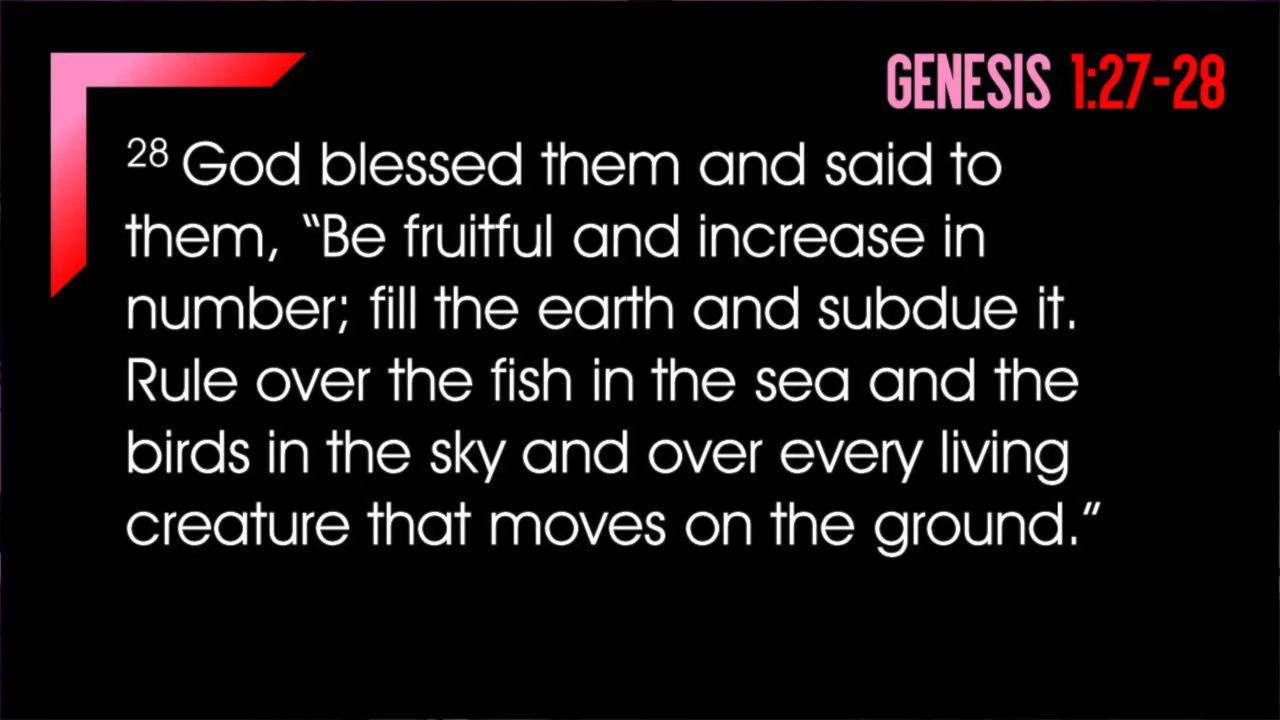 GENESIS 1:27-28
28 God blessed them and said to
them, “Be fruitful and increase in
number; fill the earth and subdue it.
Rule over the fish in the sea and the
birds in the sky and over every living
creature that moves on the ground.”